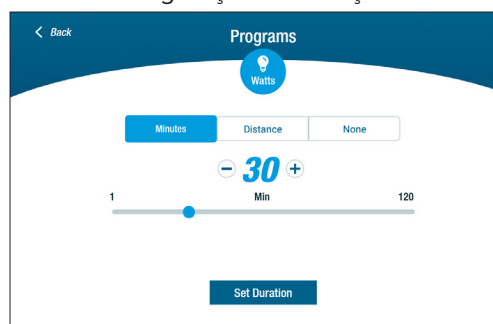 Back
Programs
Watts
Minutes Distance None
30
1 Min 120
Set Duration